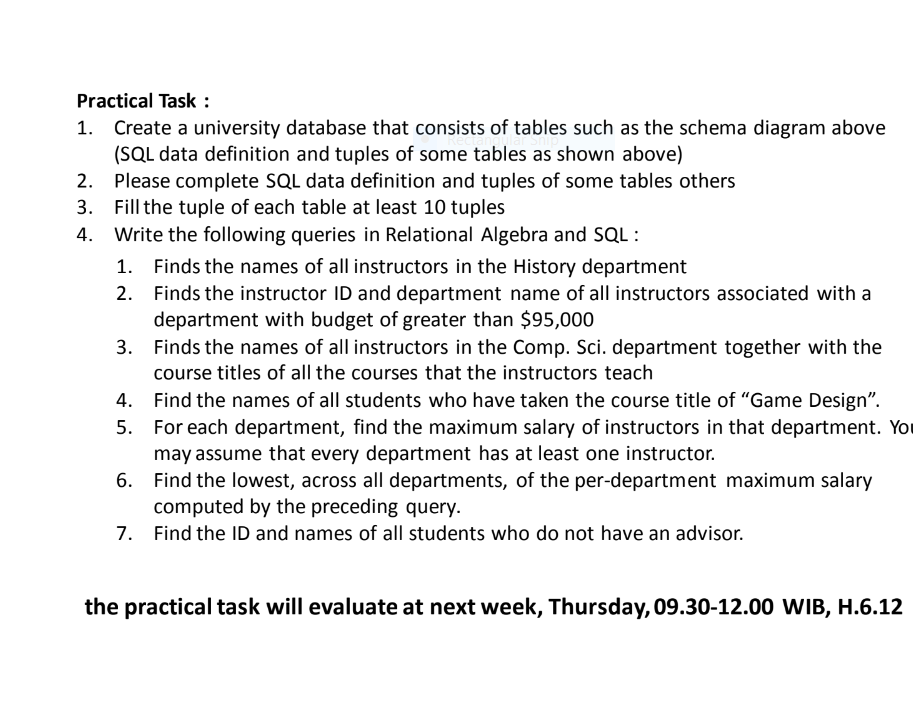 Practical Task :
1. Create a university database that consists of tables such as the schema diagram above
(SQL data definition and tuples of some tables as shown above)
2. Please complete SQL data definition and tuples of some tables others
3. Fill the tuple of each table at least 10 tuples
4. Write the following queries in Relational Algebra and SQL :
1. Finds the names of all instructors in the History department
2. Finds the instructor ID and department name of all instructors associated with a
department with budget of greater than $95,000
3. Finds the names of all instructors in the Comp. Sci. department together with the
course titles of all the courses that the instructors teach
4. Find the names of all students who have taken the course title of “Game Design”.
5. For each department, find the maximum salary of instructors in that department. You
may assume that every department has at least one instructor.
6. Find the lowest, across all departments, of the per-department maximum salary
computed by the preceding query.
7. Find the ID and names of all students who do not have an advisor.
the practical task will evaluate at next week, Thursday, 09.30-12.00 WIB, H.6.12